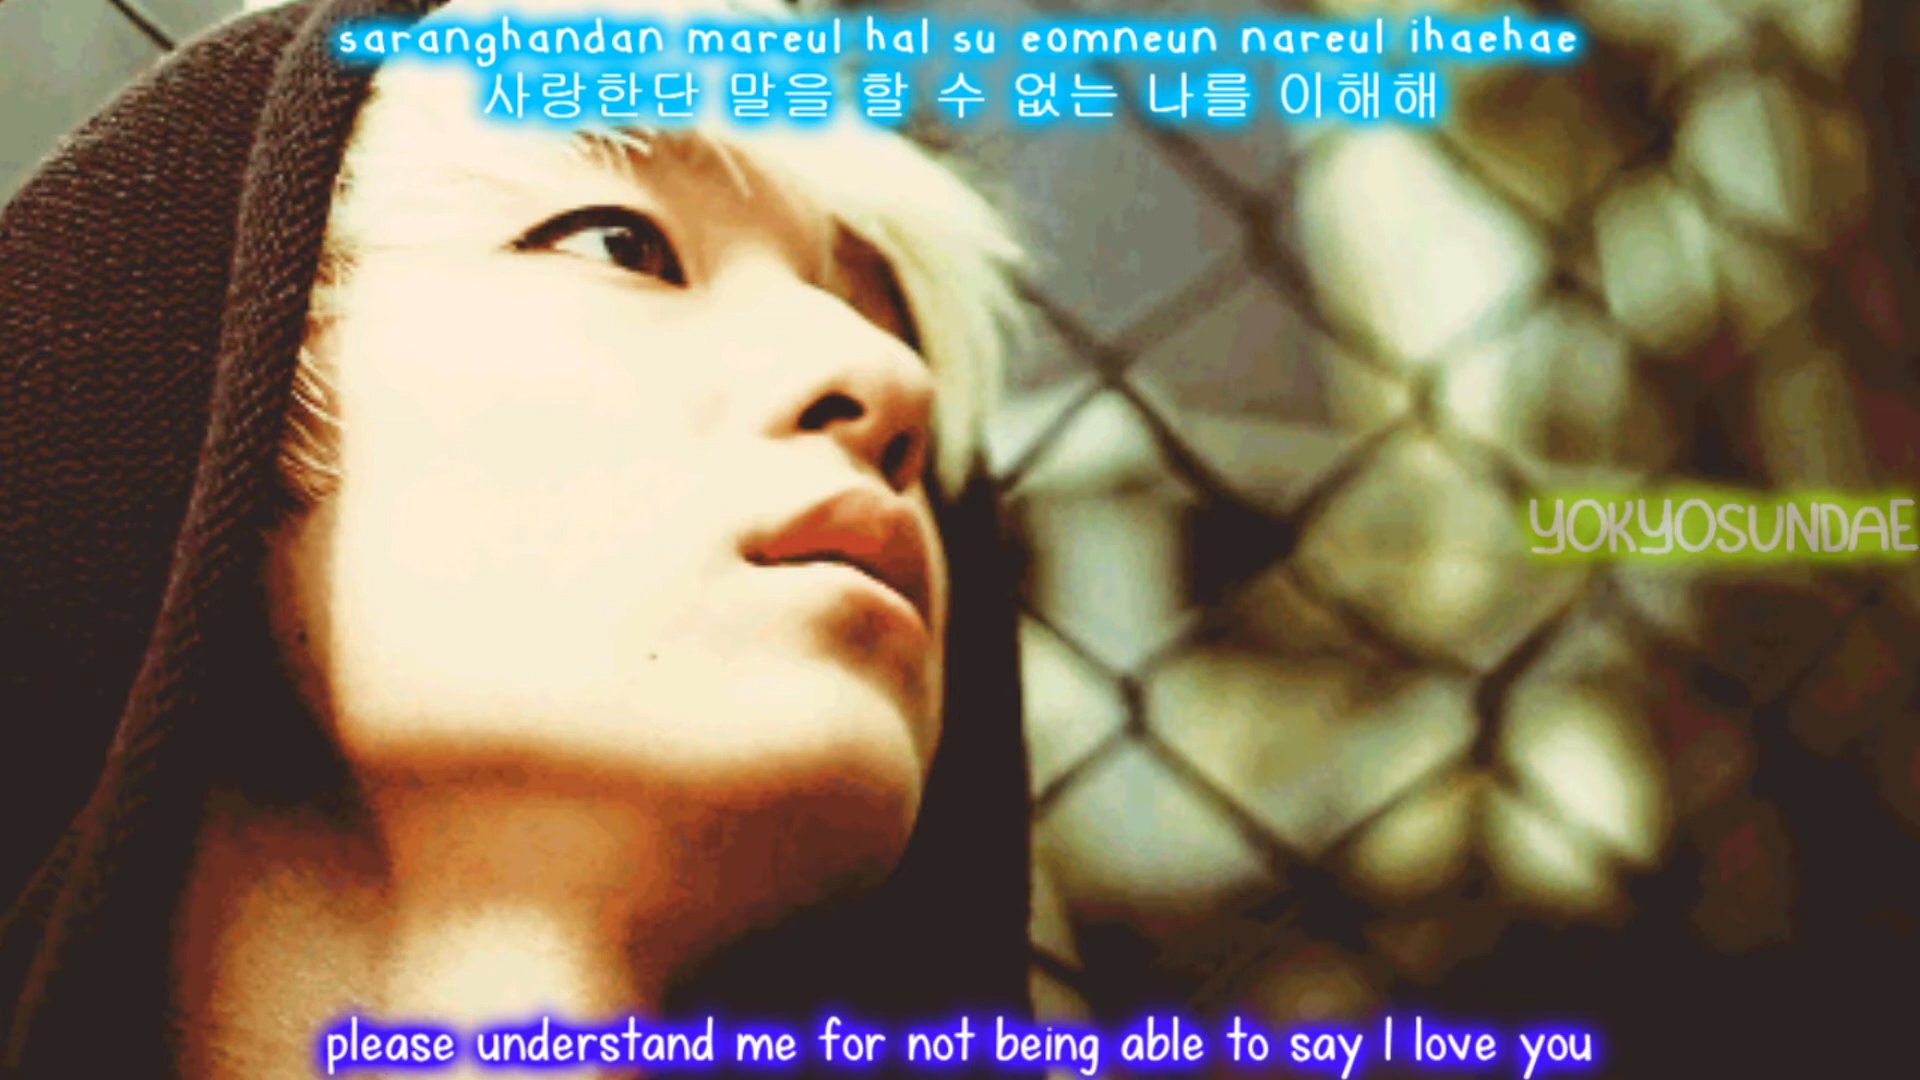 saranghandan mareul hal su eomneun nareul ihaehae
사랑한단 말을 할 수 없는 나를 이해해
YOKYOSUNDAE
please understand me for not being able to say I love you